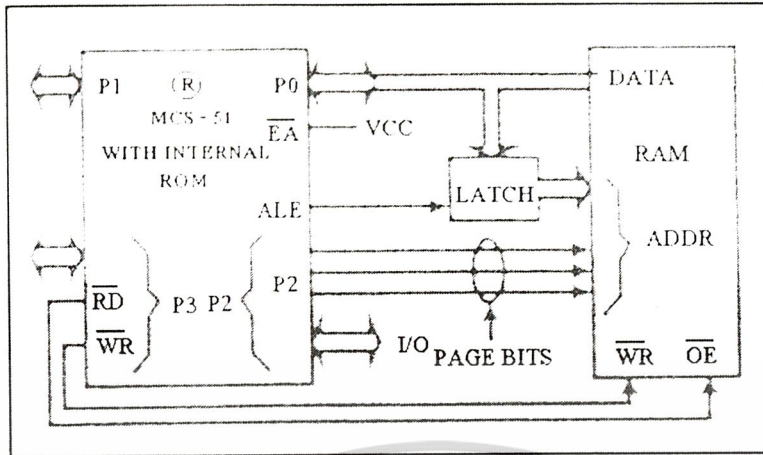 P1
(R)
P0
DATA
MCS - 51
EA
VCC
WITH INTERNAL
ROM
RAM
LATCH
ALE
ADDR
P2
RD
P3
P2
WR
I/O
PAGE BITS
WR
OE